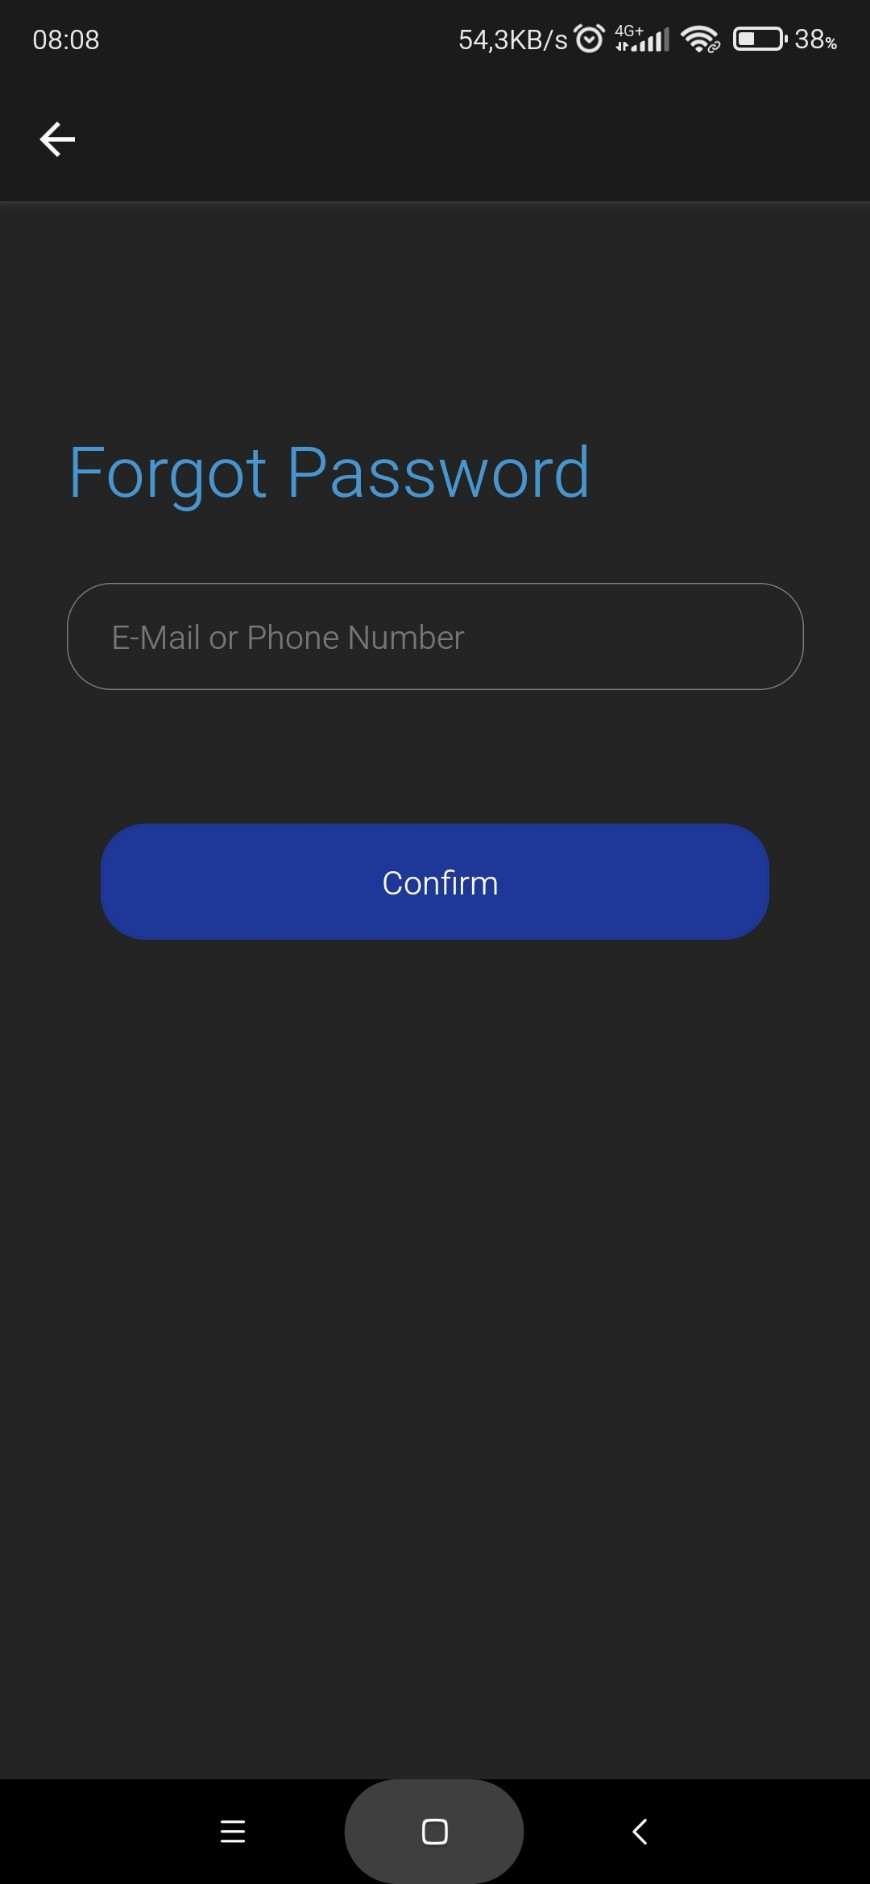 08:08 54,3KB/s 4G+ 38%
Forgot Password
E-Mail or Phone Number
Confirm